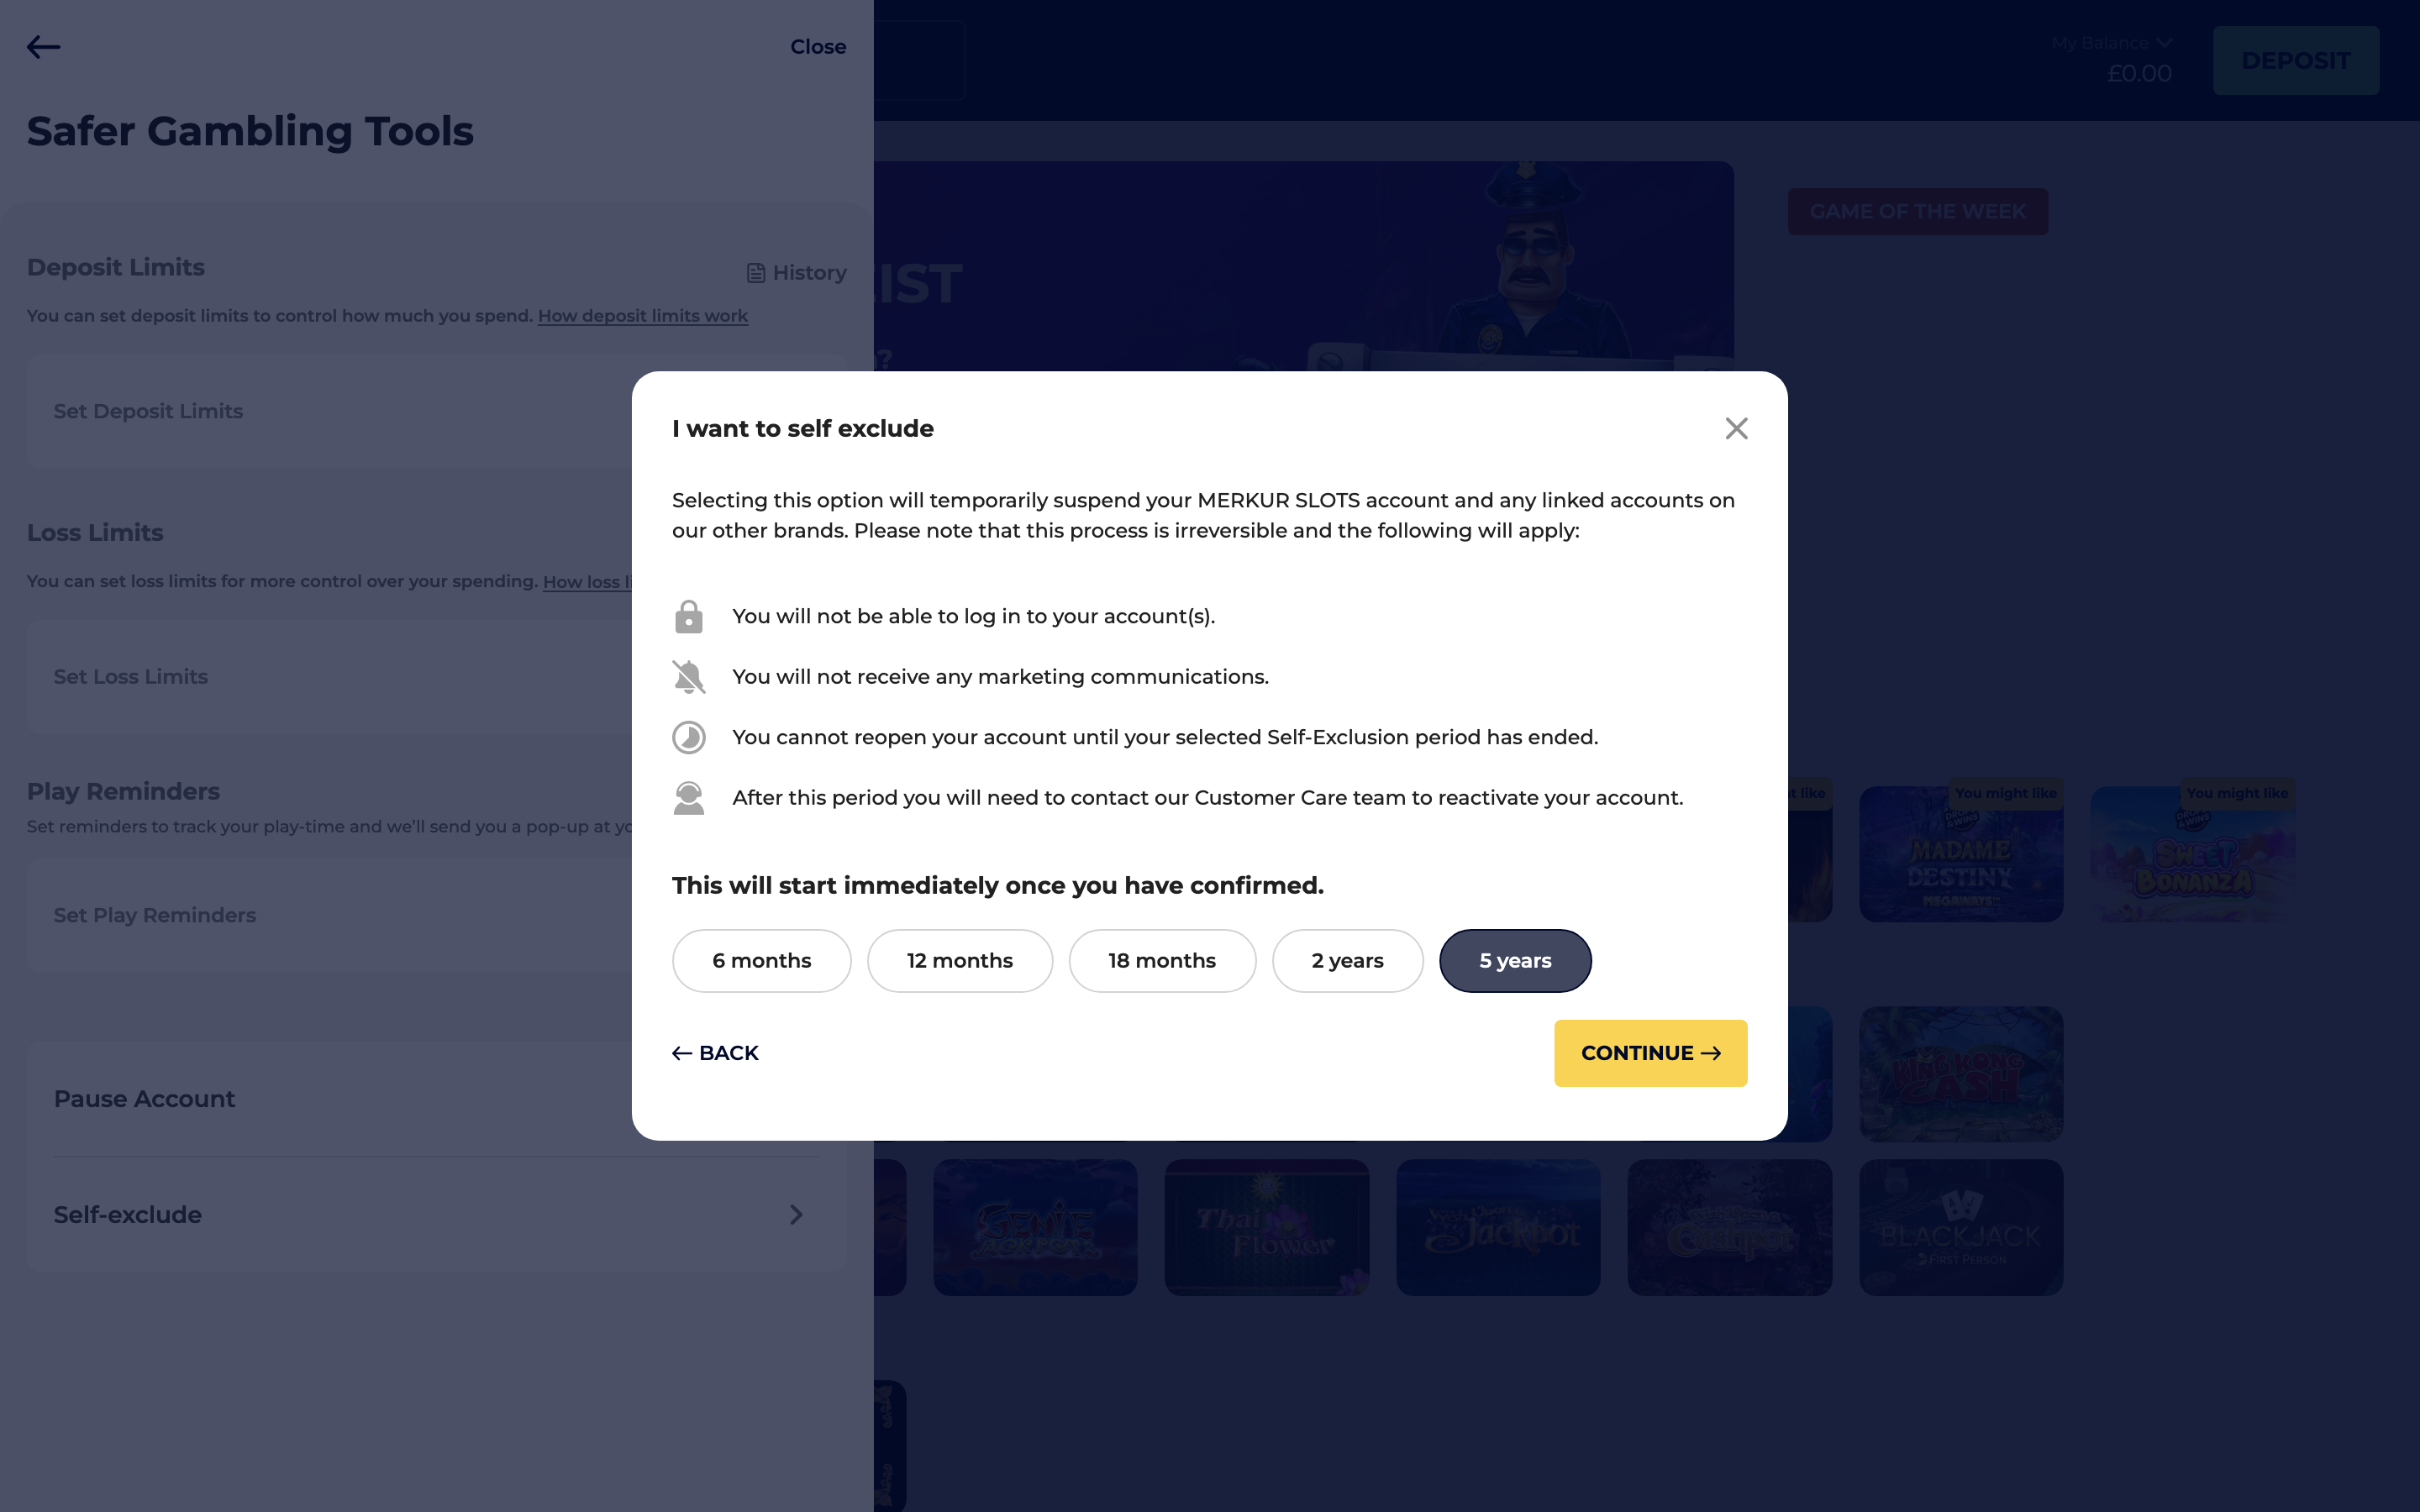 Close
My Balance
£0.00
DEPOSIT
Safer Gambling Tools
GAME OF THE WEEK
Deposit Limits
History
EIST
You can set deposit limits to control how much you spend. How deposit limits work
?
Set Deposit Limits
Loss Limits
You can set loss limits for more control over your spending. How loss li
Set Loss Limits
Play Reminders
Set reminders to track your play-time and we'll send you a pop-up at yo
Set Play Reminders
Pause Account
Self-exclude
I want to self exclude
Selecting this option will temporarily suspend your MERKUR SLOTS account and any linked accounts on
our other brands. Please note that this process is irreversible and the following will apply:
You will not be able to log in to your account(s).
You will not receive any marketing communications.
You cannot reopen your account until your selected Self-Exclusion period has ended.
After this period you will need to contact our Customer Care team to reactivate your account.
This will start immediately once you have confirmed.
6 months
12 months
18 months
2 years
5 years
BACK
CONTINUE
t like
You might like
You might like
MADAME
DESTINY
MEGAWAYS
SWEET
BONANZA
KING KONG
CASH
GENIE
JACKPOTS
Thai
Flower
Wish Upon a
Jackpot
Cashpot
BLACKJACK
FIRST PERSON